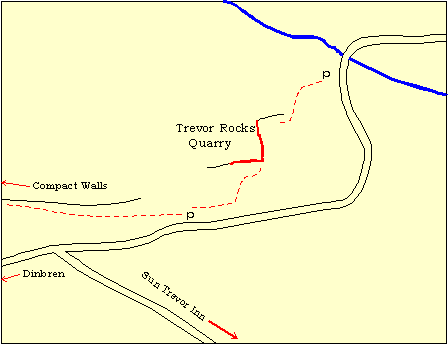 p
Trevor Rocks
Quarry
Compact Walls
p
Dinbren
Sun Trevor Inn